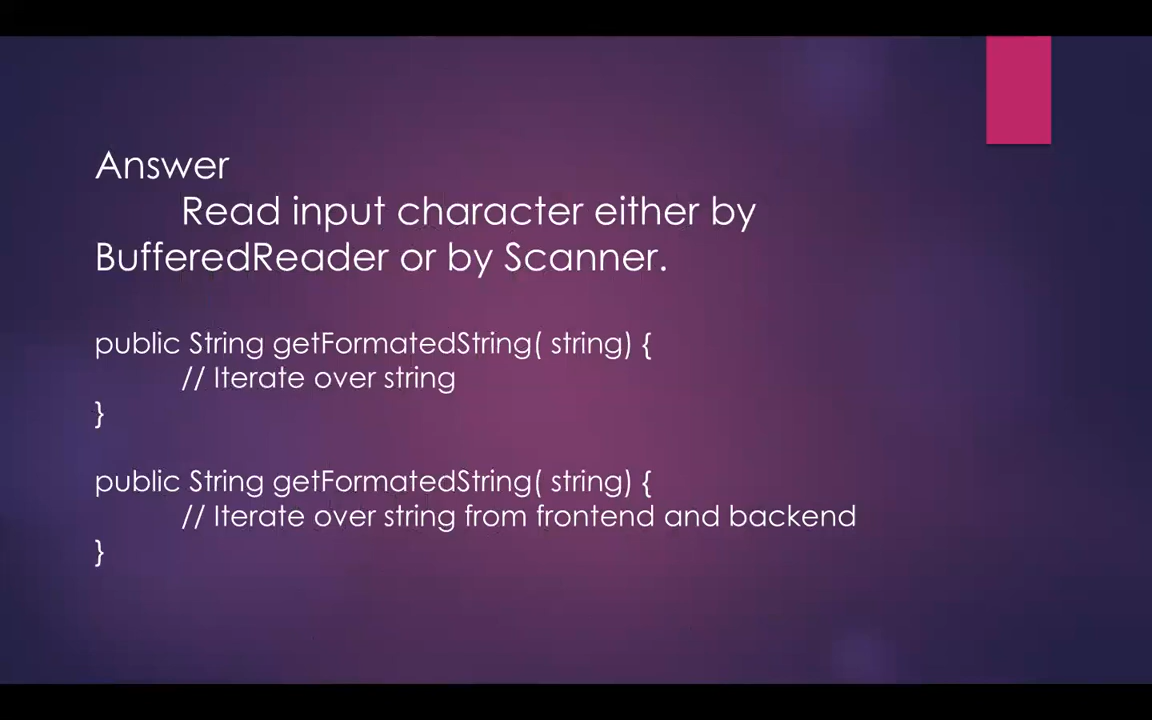 Answer
Read input character either by
BufferedReader or by Scanner.
public String getFormatedString( string) {
// Iterate over string
}
public String getFormatedString( string) {
// Iterate over string from frontend and backend
}